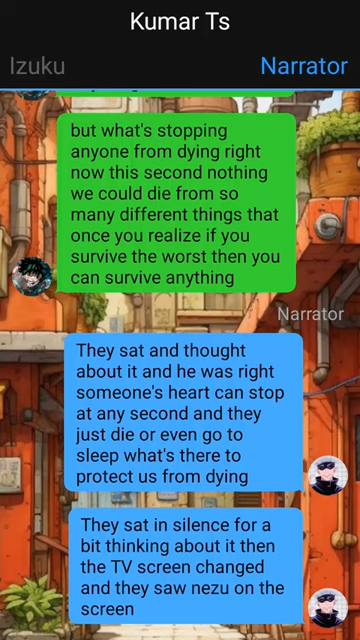 Kumar Ts
Izuku
Narrator
but what's stopping
anyone from dying right
now this second nothing
we could die from so
many different things that
once you realize if you
survive the worst then you
can survive anything
Narrator
They sat and thought
about it and he was right
someone's heart can stop
at any second and they
just die or even go to
sleep what's there to
protect us from dying
They sat in silence for a
bit thinking about it then
the TV screen changed
and they saw nezu on the
screen